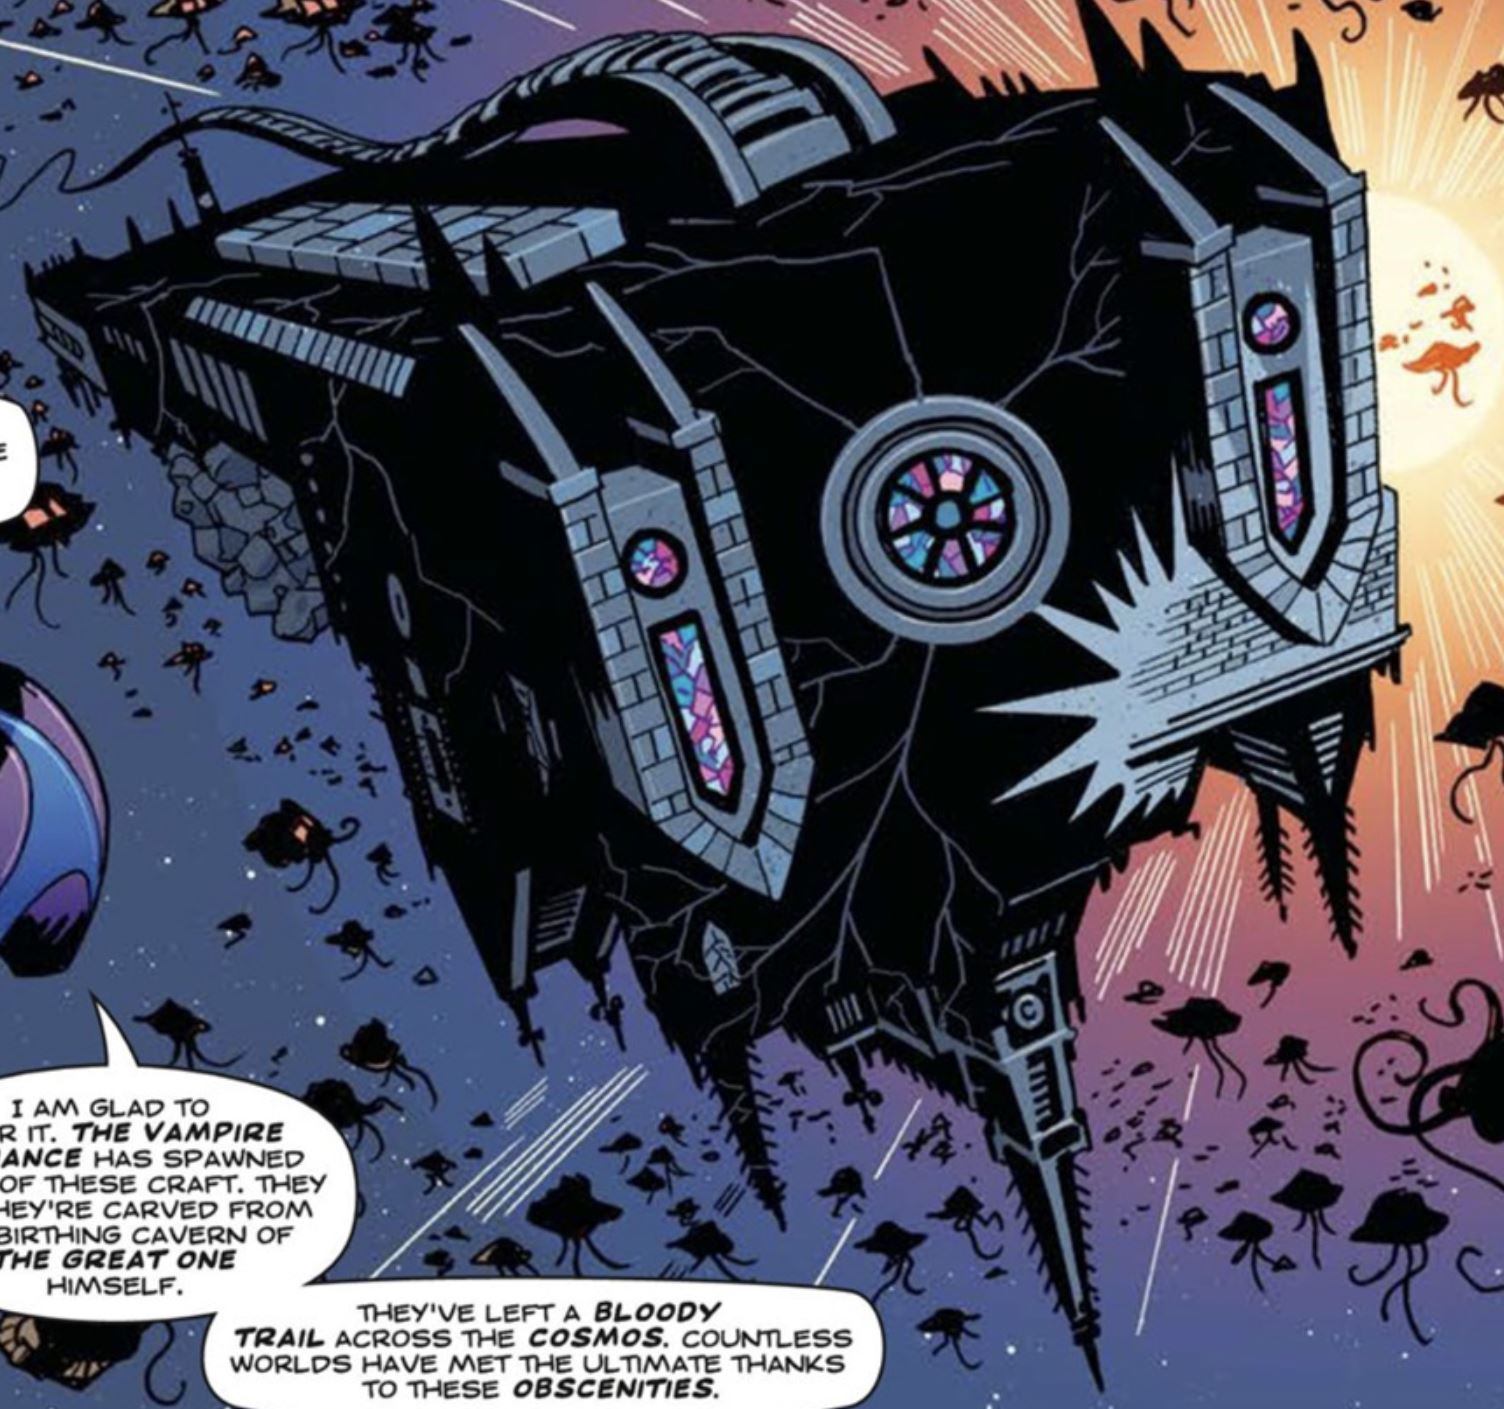 E
I AM GLAD TO
R IT. THE VAMPIRE
IANCE HAS SPAWNED
OF THESE CRAFT. THEY
HEY'RE CARVED FROM
BIRTHING CAVERN OF
THE GREAT ONE
HIMSELF.
THEY'VE LEFT A BLOODY
TRAIL ACROSS THE COSMOS. COUNTLESS
WORLDS HAVE MET THE ULTIMATE THANKS
TO THESE OBSCENITIES.